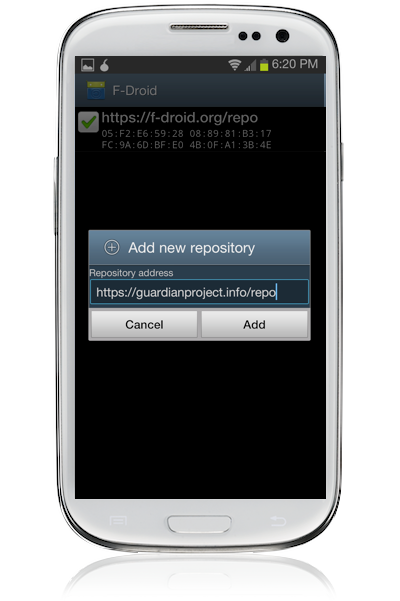 6:20 PM
F-Droid
https://f-droid.org/repo
05:F2:E6:59:28 08:89:81:B3:17
FC:9A:6D:BF:E0 4B:0F:A1:3B:4E
Add new repository
Repository address
https://guardianproject.info/repo
Cancel
Add